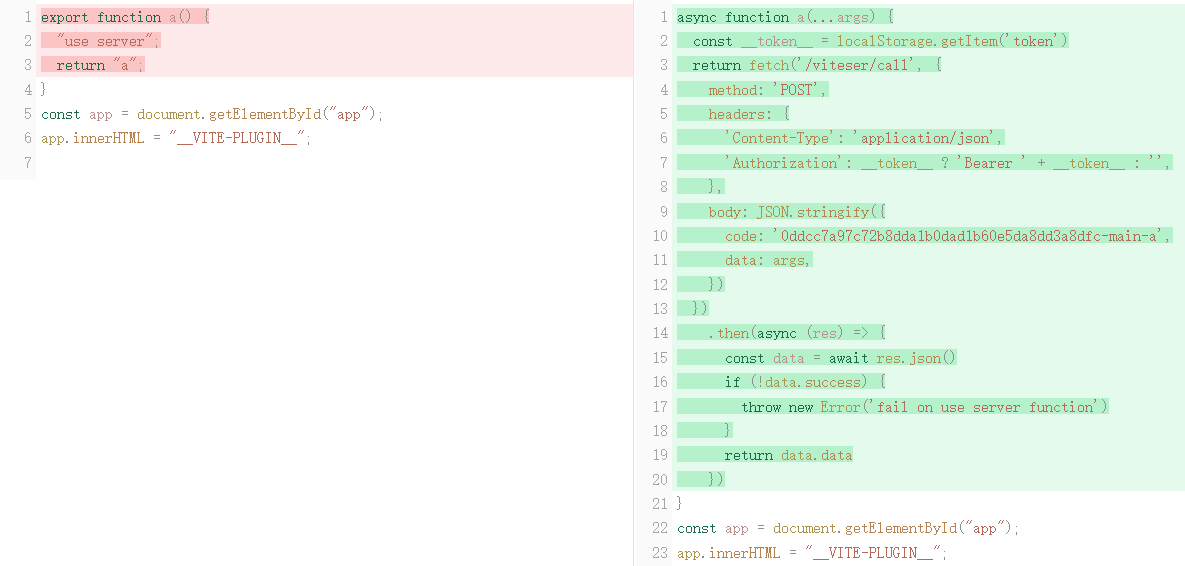 1 export function a() {
2   "use server";
3   return "a";
4 }
5 const app = document.getElementById("app");
6 app.innerHTML = "__VITE-PLUGIN__";
7
1 async function a(...args) {
2   const __token__ = localStorage.getItem('token')
3   return fetch('/viteser/call', {
4     method: 'POST',
5     headers: {
6       'Content-Type': 'application/json',
7       'Authorization': __token__ ? 'Bearer ' + __token__ : '',
8     },
9     body: JSON.stringify({
10       code: '0ddcc7a97c72b8dda1b0dad1b60e5da8dd3a8dfc-main-a',
11       data: args,
12     })
13   })
14     .then(async (res) => {
15       const data = await res.json()
16       if (!data.success) {
17         throw new Error('fail on use server function')
18       }
19       return data.data
20     })
21 }
22 const app = document.getElementById("app");
23 app.innerHTML = "__VITE-PLUGIN__";